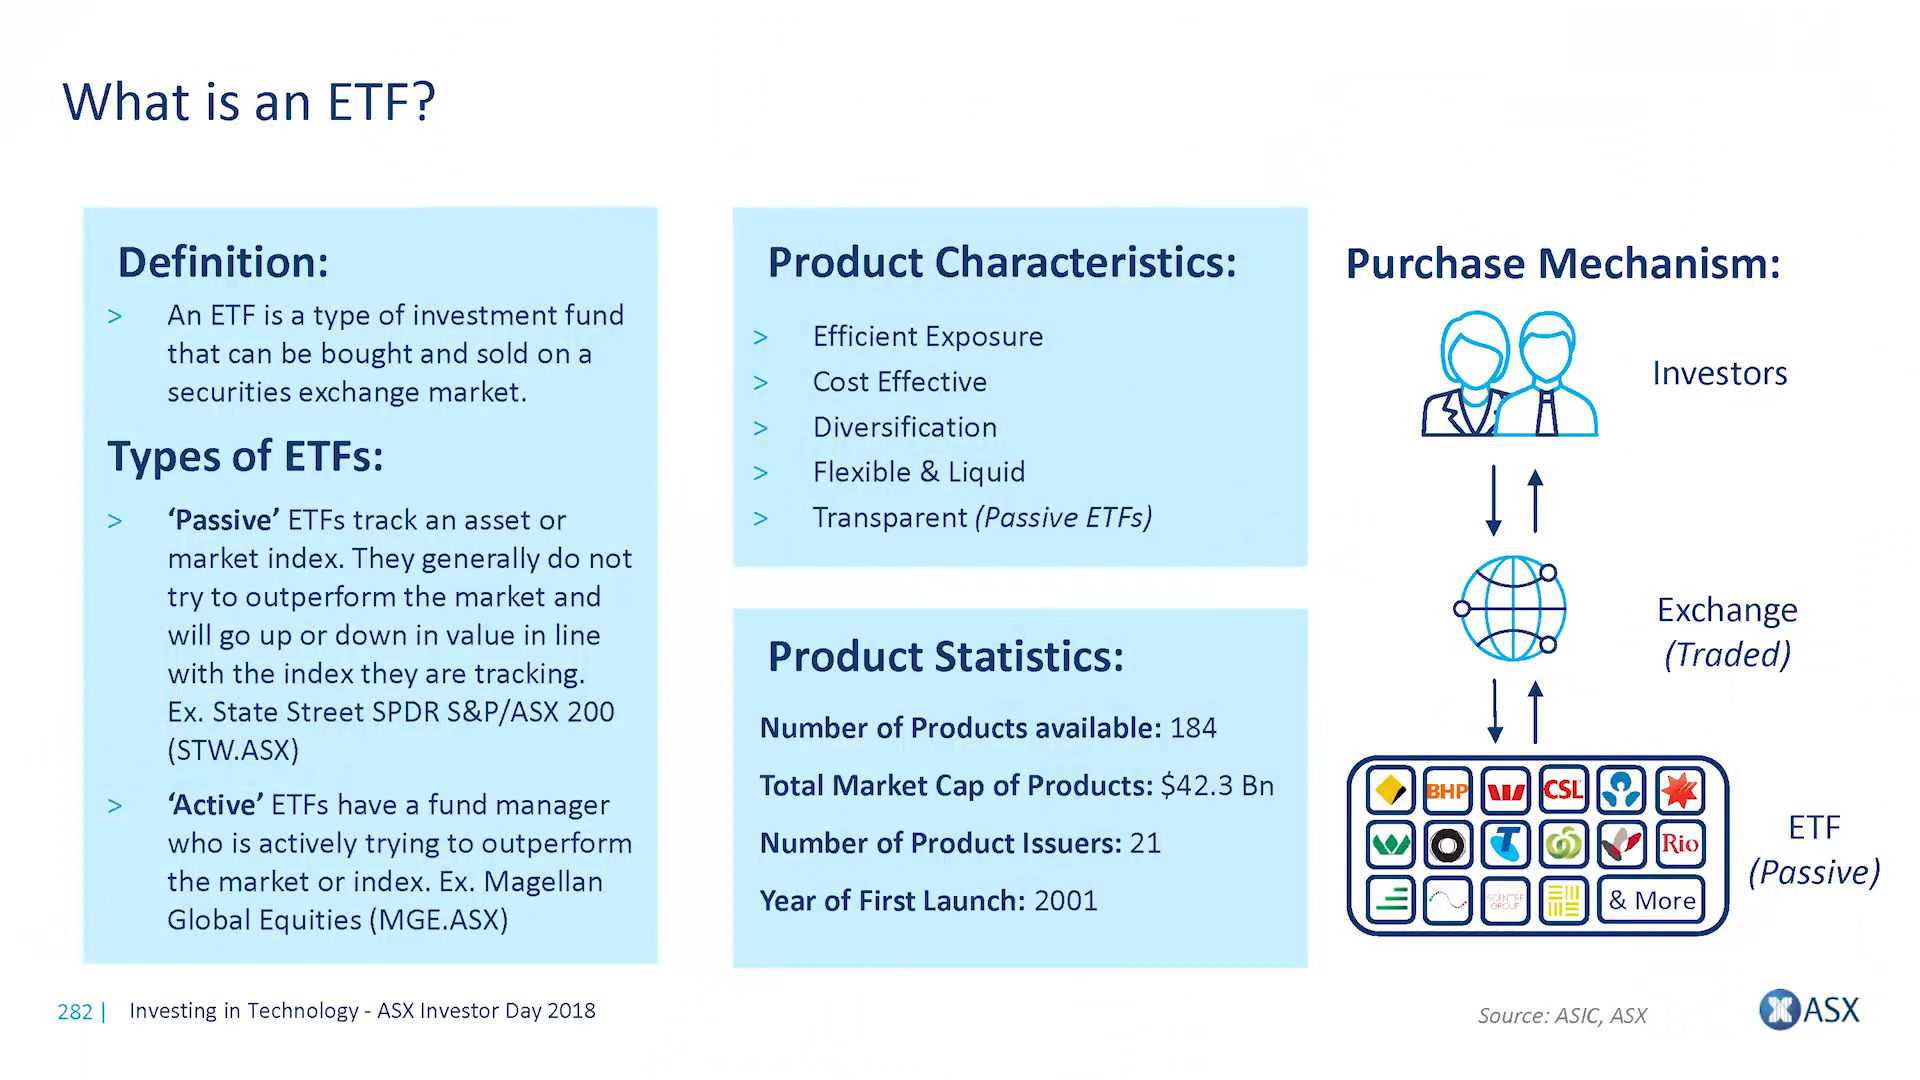 What is an ETF?
Definition:
> An ETF is a type of investment fund
that can be bought and sold on a
securities exchange market.
Types of ETFs:
> ‘Passive’ ETFs track an asset or
market index. They generally do not
try to outperform the market and
will go up or down in value in line
with the index they are tracking.
Ex. State Street SPDR S&P/ASX 200
(STW.ASX)
> ‘Active’ ETFs have a fund manager
who is actively trying to outperform
the market or index. Ex. Magellan
Global Equities (MGE.ASX)
Product Characteristics:
> Efficient Exposure
> Cost Effective
> Diversification
> Flexible & Liquid
> Transparent (Passive ETFs)
Product Statistics:
Number of Products available: 184
Total Market Cap of Products: $42.3 Bn
Number of Product Issuers: 21
Year of First Launch: 2001
Purchase Mechanism:
Investors
Exchange
(Traded)
BHP
CSL
T
Rio
SCENTRE
GROUP
& More
ETF
(Passive)
282 | Investing in Technology - ASX Investor Day 2018
Source: ASIC, ASX
ASX